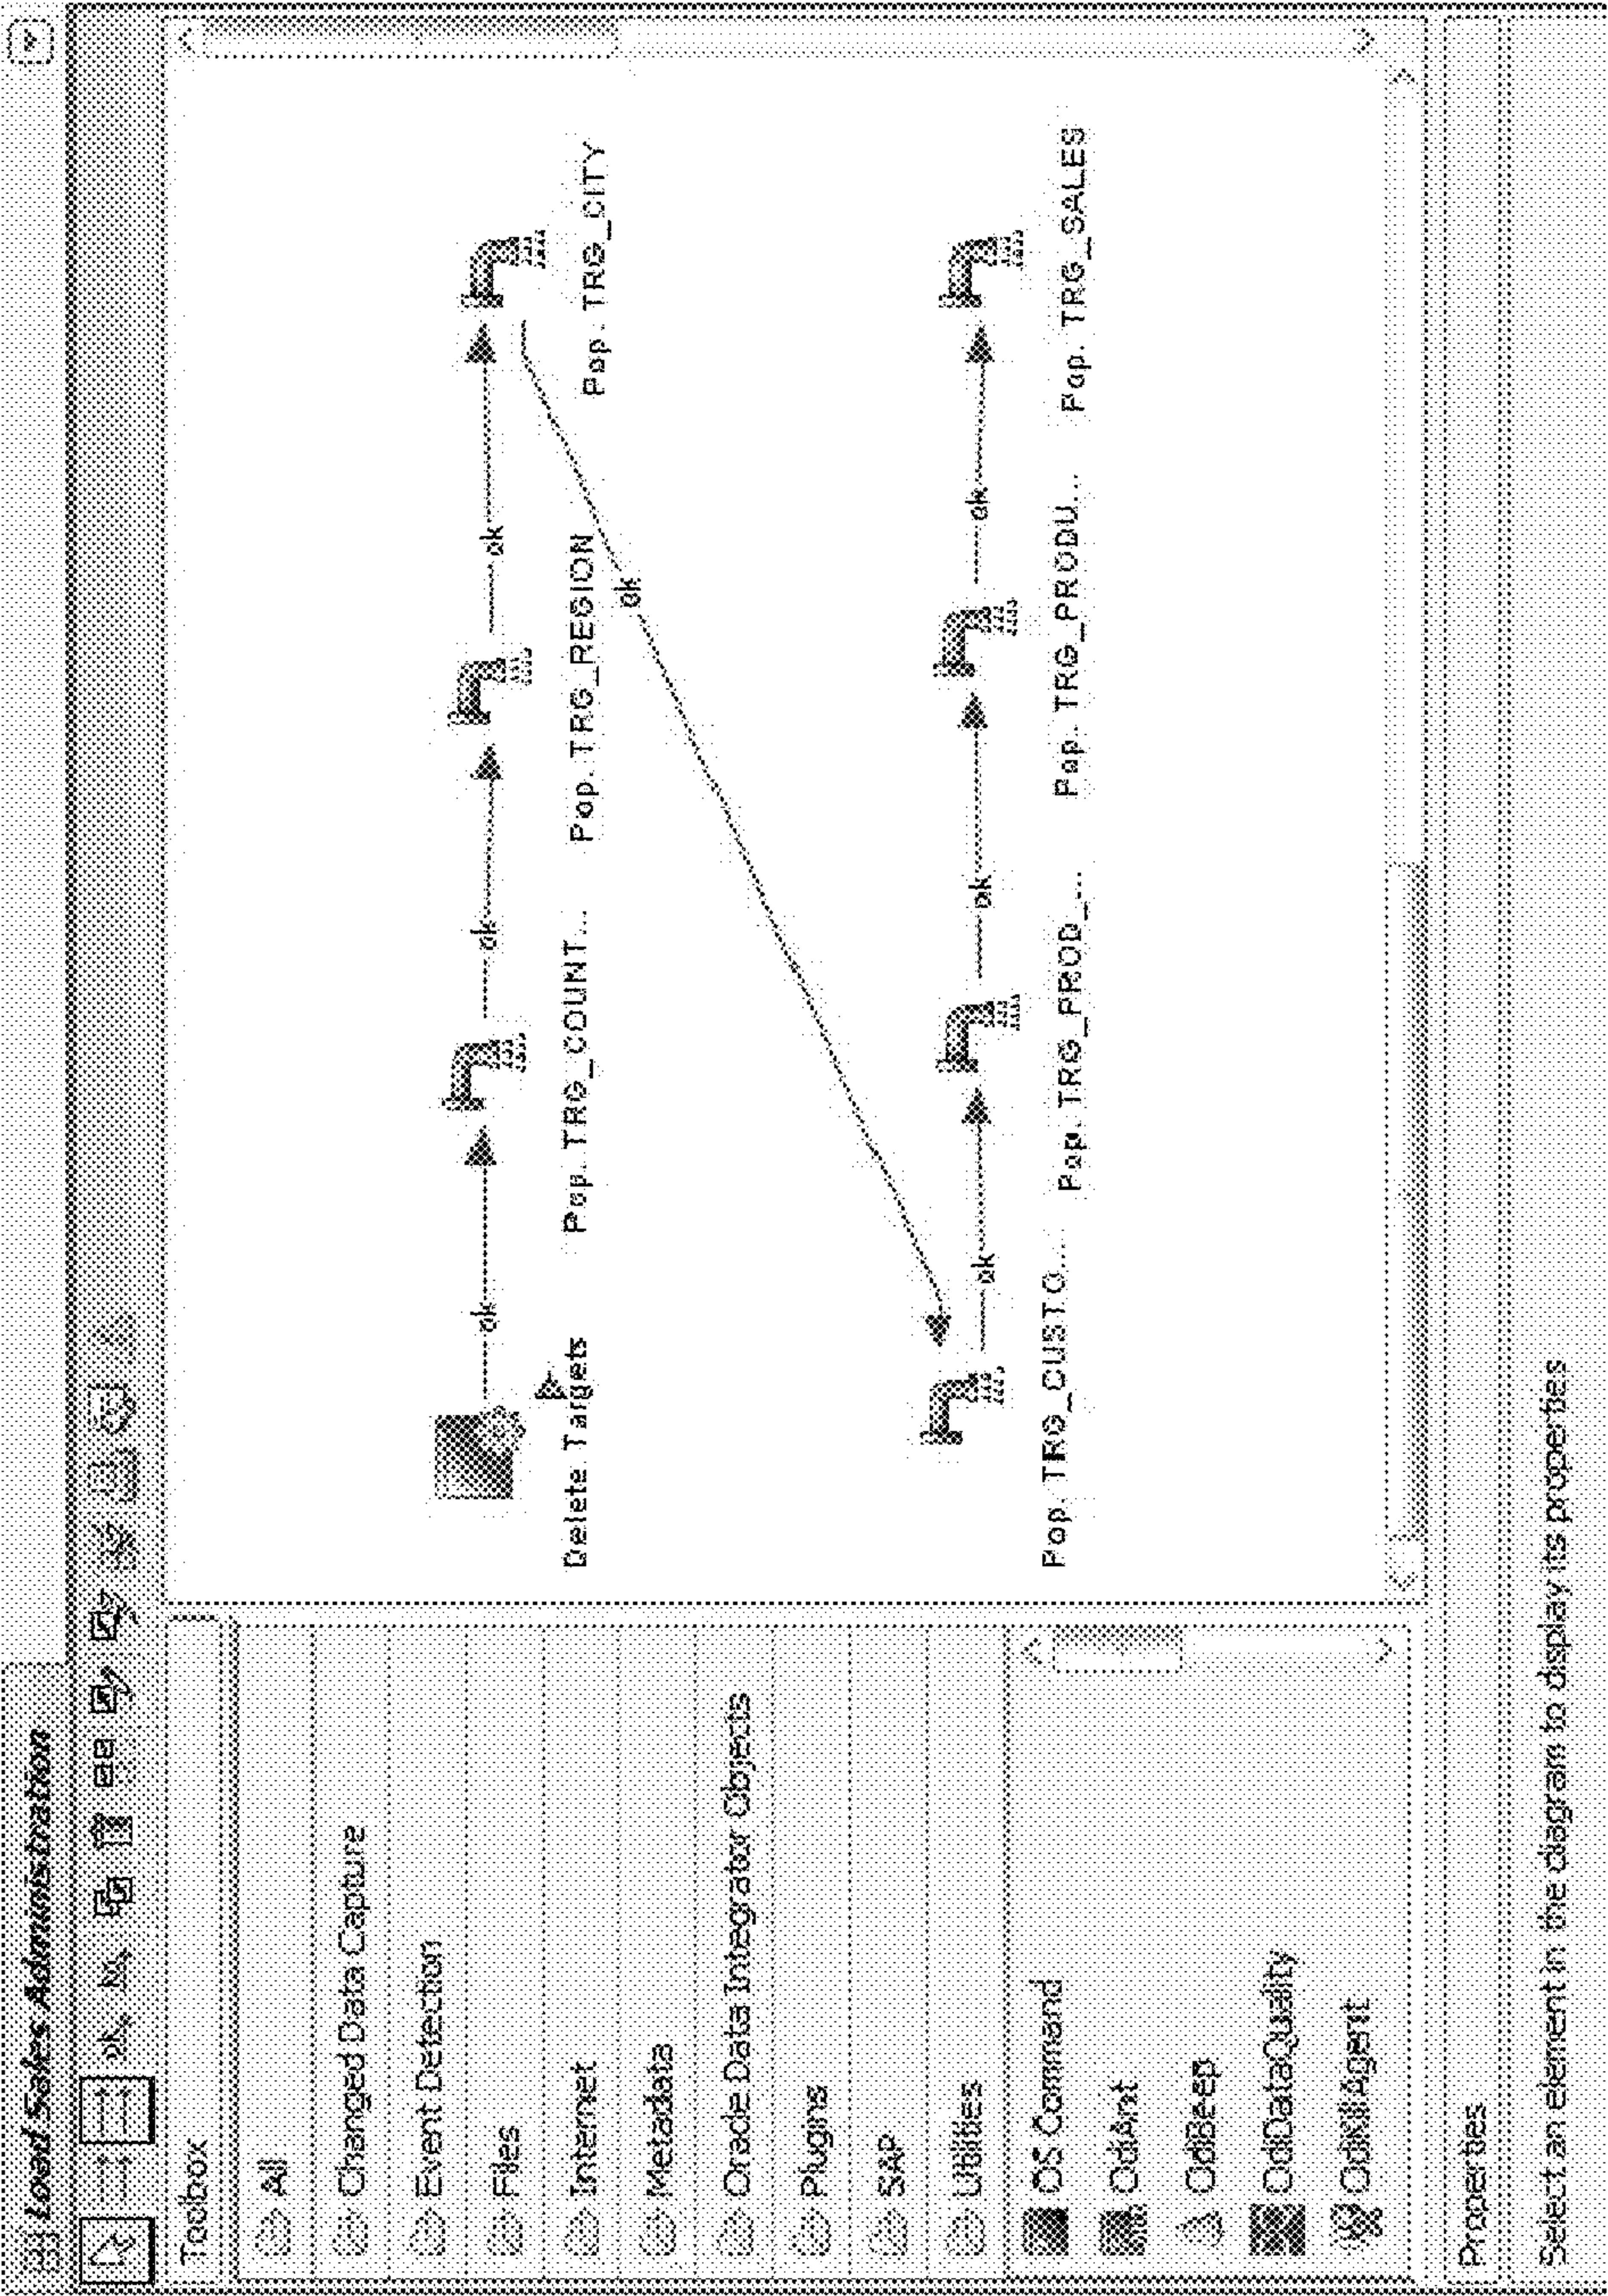 Load Sales Administration
ok
Toolbox
All
Changed Data Capture
Event Detection
Files
Internet
Metadata
Oracle Data Integrator Objects
Plugins
SAP
Utilities
OS Command
OdiAnt
OdiBeep
OdiDataQuality
OdiKillAgent
ok ok ok
Delete Targets Pop. TRG_COUNT... Pop. TRG_REGION Pop. TRG_CITY
ok
ok ok ok
Pop. TRG_CUSTO... Pop. TRG_PROD_... Pop. TRG_PRODU... Pop. TRG_SALES
Properties
Select an element in the diagram to display its properties